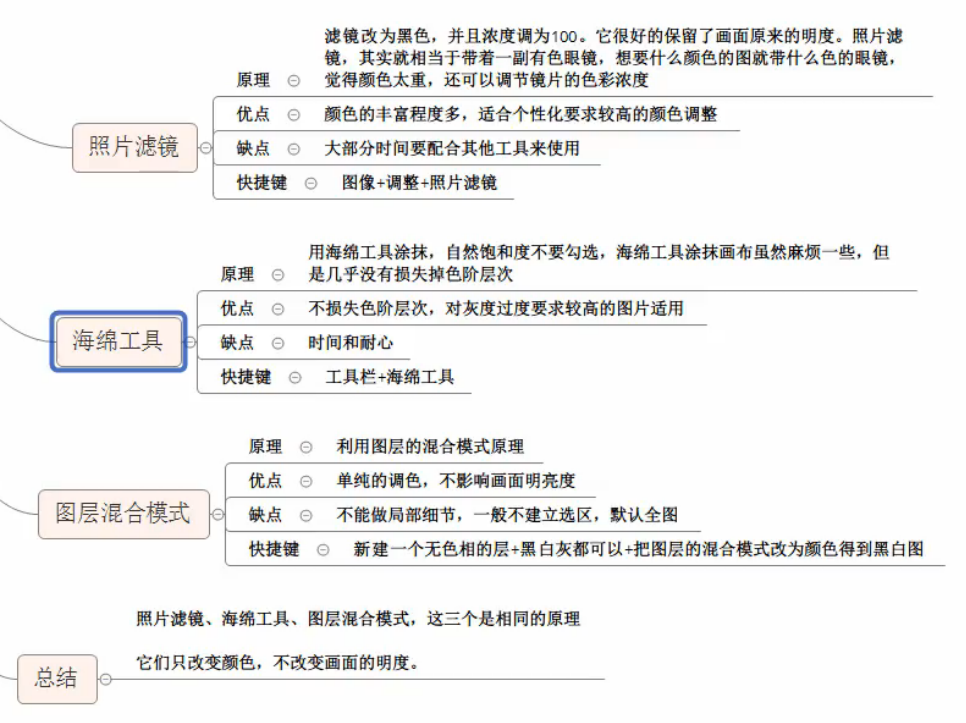 滤镜改为黑色，并且浓度调为100。它很好的保留了画面原来的明度。照片滤
镜，其实就相当于带着一副有色眼镜，想要什么颜色的图就带什么色的眼镜，
原理 觉得颜色太重，还可以调节镜片的色彩浓度
优点 颜色的丰富程度多，适合个性化要求较高的颜色调整
照片滤镜
缺点 大部分时间要配合其他工具来使用
快捷键 图像+调整+照片滤镜
用海绵工具涂抹，自然饱和度不要勾选，海绵工具涂抹画布虽然麻烦一些，但
原理 是几乎没有损失掉色阶层次
优点 不损失色阶层次，对灰度过度要求较高的图片适用
海绵工具
缺点 时间和耐心
快捷键 工具栏+海绵工具
原理 利用图层的混合模式原理
优点 单纯的调色，不影响画面明亮度
图层混合模式
缺点 不能做局部细节，一般不建立选区，默认全图
快捷键 新建一个无色相的层+黑白灰都可以+把图层的混合模式改为颜色得到黑白图
照片滤镜、海绵工具、图层混合模式，这三个是相同的原理
它们只改变颜色，不改变画面的明度。
总结